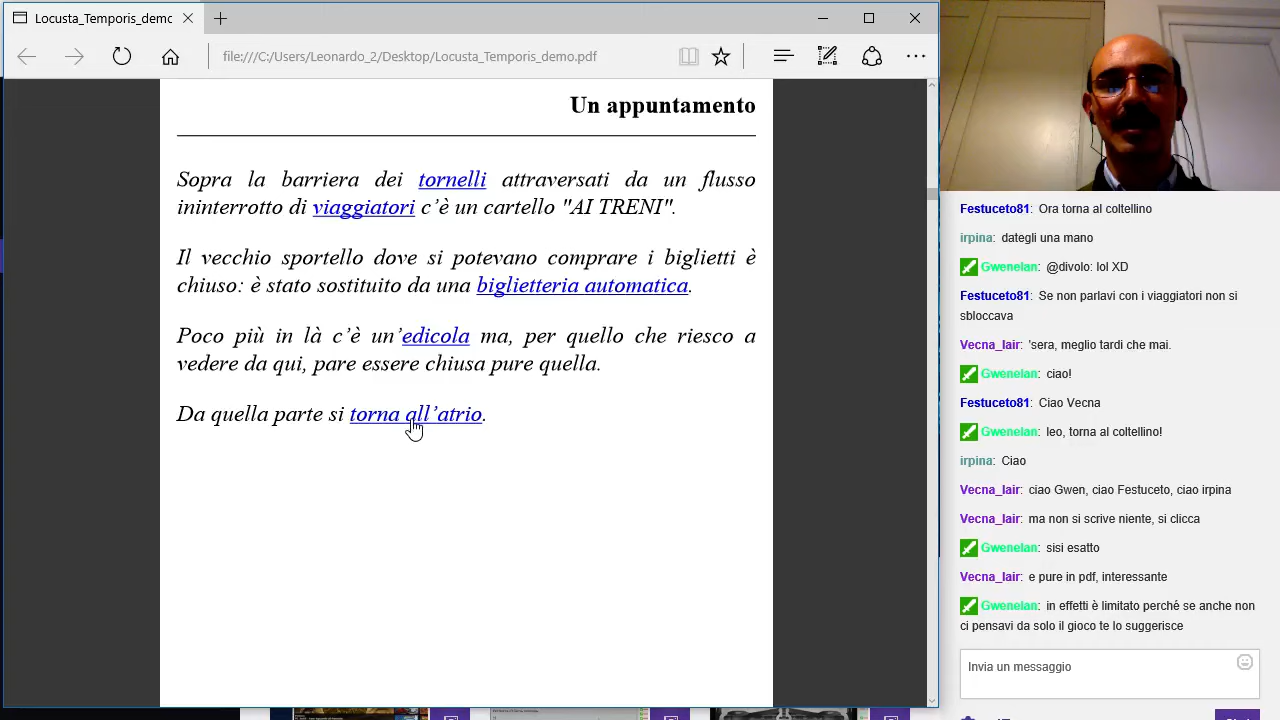 Locusta_Temporis_demo
file:///C:/Users/Leonardo_2/Desktop/Locusta_Temporis_demo.pdf
Un appuntamento
Sopra la barriera dei tornelli attraversati da un flusso
ininterrotto di viaggiatori c’è un cartello "AI TRENI".
Il vecchio sportello dove si potevano comprare i biglietti è
chiuso: è stato sostituito da una biglietteria automatica.
Poco più in là c’è un’edicola ma, per quello che riesco a
vedere da qui, pare essere chiusa pure quella.
Da quella parte si torna all’atrio.
Festuceto81: Ora torna al coltellino
irpina: dategli una mano
Gwenelan: @divolo: lol XD
Festuceto81: Se non parlavi con i viaggiatori non si
sbloccava
Vecna_lair: 'sera, meglio tardi che mai.
Gwenelan: ciao!
Festuceto81: Ciao Vecna
Gwenelan: leo, torna al coltellino!
irpina: Ciao
Vecna_lair: ciao Gwen, ciao Festuceto, ciao irpina
Vecna_lair: ma non si scrive niente, si clicca
Gwenelan: sisi esatto
Vecna_lair: e pure in pdf, interessante
Gwenelan: in effetti è limitato perché se anche non
ci pensavi da solo il gioco te lo suggerisce
Invia un messaggio